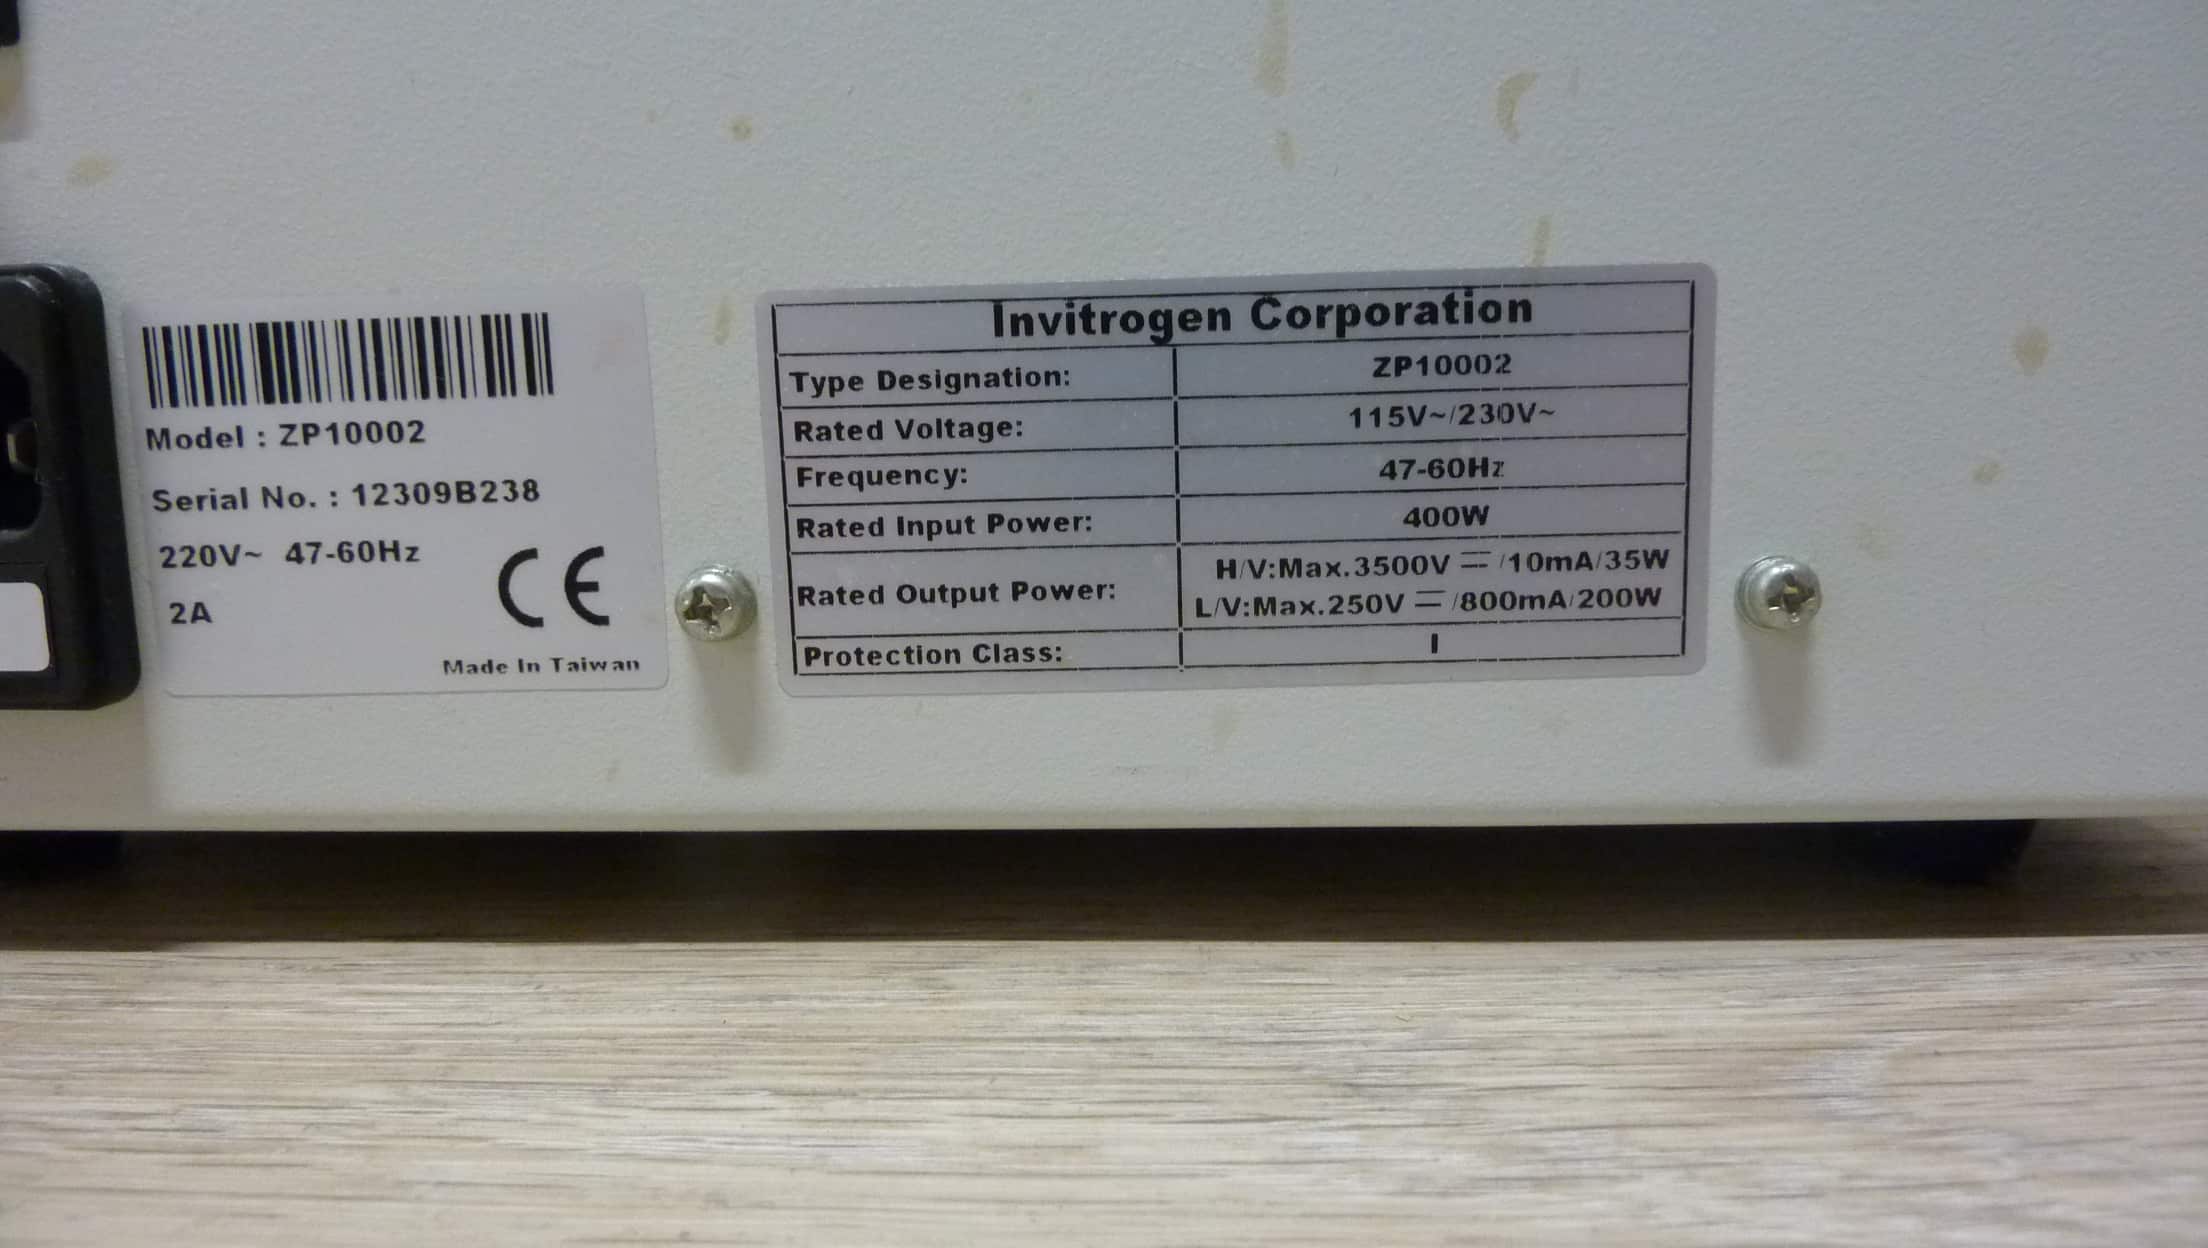 Model : ZP10002
Serial No. : 12309B238
220V~ 47-60Hz
2A
CE
Made In Taiwan
Invitrogen Corporation
Type Designation: ZP10002
Rated Voltage: 115V~/230V~
Frequency: 47-60Hz
Rated Input Power: 400W
Rated Output Power: H/V:Max.3500V ⎓ /10mA/35W
L/V:Max.250V ⎓ /800mA/200W
Protection Class: I